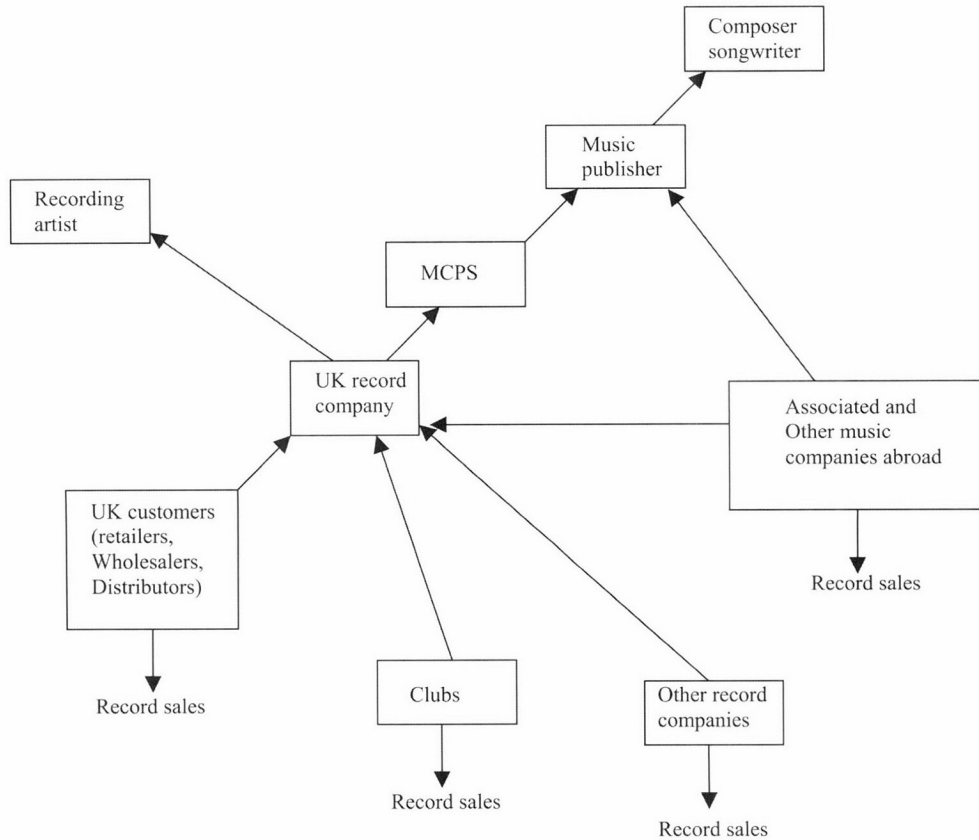 Composer
songwriter
Music
publisher
Recording
artist
MCPS
UK record
company
Associated and
Other music
companies abroad
UK customers
(retailers,
Wholesalers,
Distributors)
Record sales
Record sales
Clubs
Other record
companies
Record sales
Record sales